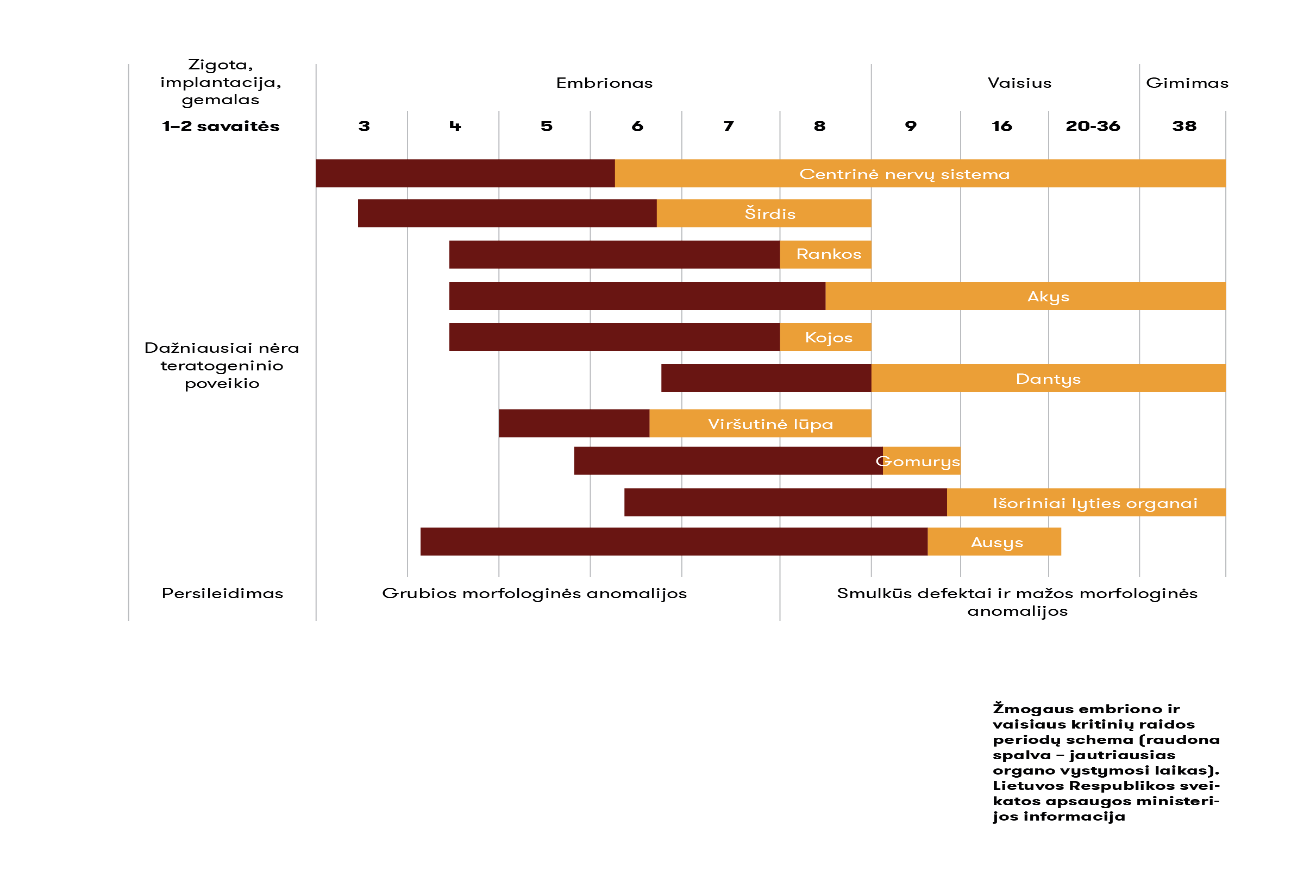 Zigota,
implantacija,
gemalas
Embrionas
Vaisius
Gimimas
1–2 savaitės
3
4
5
6
7
8
9
16
20-36
38
Centrinė nervų sistema
Širdis
Rankos
Akys
Kojos
Dažniausiai nėra
teratogeninio
poveikio
Dantys
Viršutinė lūpa
Gomurys
Išoriniai lyties organai
Ausys
Persileidimas
Grubios morfologinės anomalijos
Smulkūs defektai ir mažos morfologinės
anomalijos
Žmogaus embriono ir
vaisiaus kritinių raidos
periodų schema (raudona
spalva – jautriausias
organo vystymosi laikas).
Lietuvos Respublikos svei-
katos apsaugos ministeri-
jos informacija